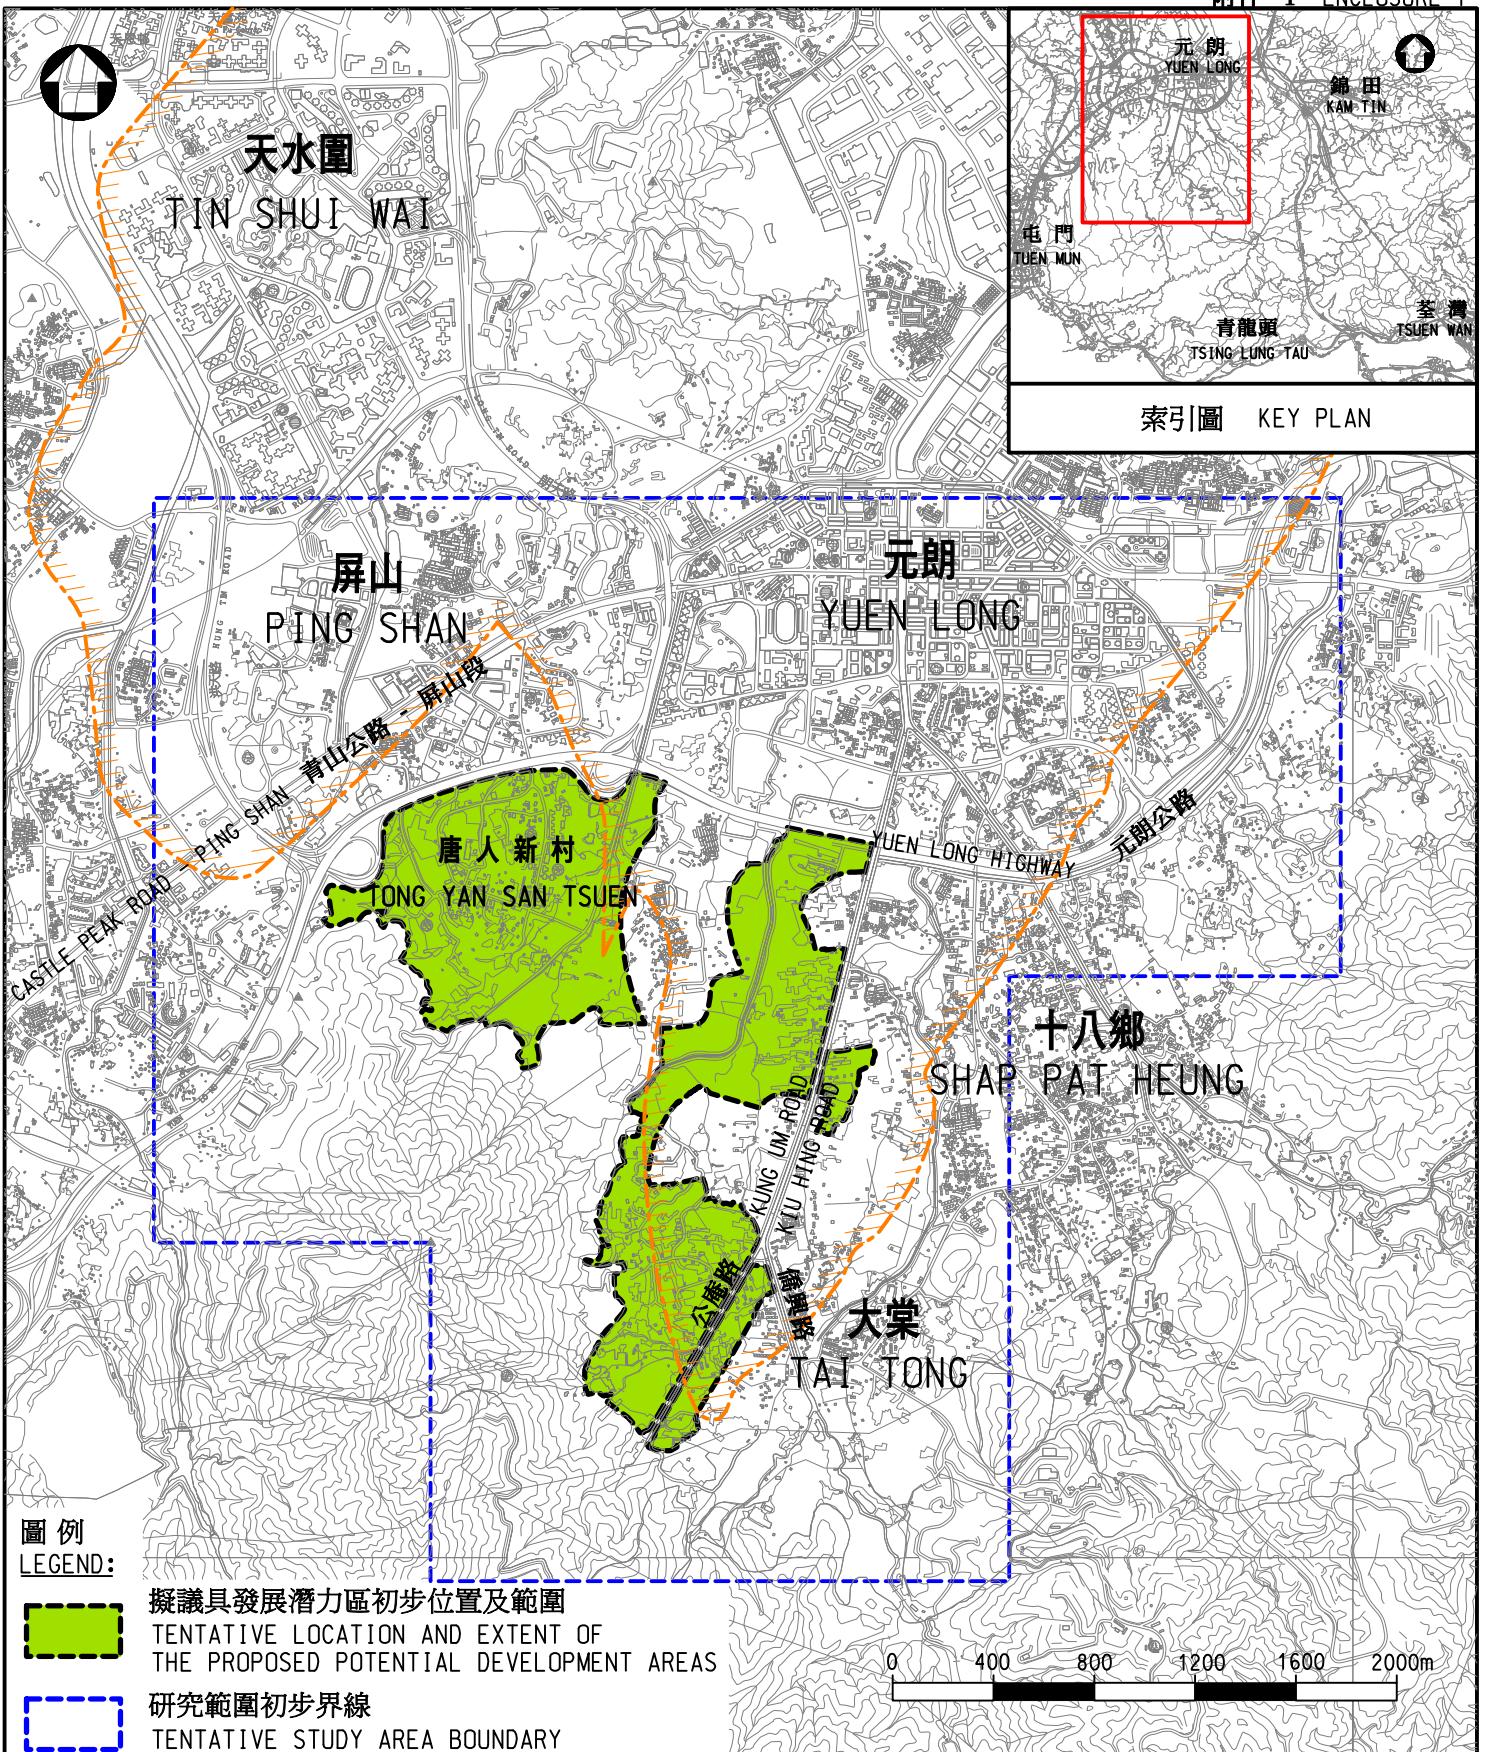 元 朗
YUEN LONG
錦 田
KAM TIN
屯 門
TUEN MUN
青龍頭
TSING LUNG TAU
荃 灣
TSUEN WAN
索引圖 KEY PLAN
天水圍
TIN SHUI WAI
屏山
PING SHAN
元朗
YUEN LONG
青山公路 - 屏山段
CASTLE PEAK ROAD - PING SHAN
HUNG TIN ROAD
唐人新村
TONG YAN SAN TSUEN
YUEN LONG HIGHWAY
元朗公路
十八鄉
SHAP PAT HEUNG
KUNG UM ROAD
KIU HING ROAD
公庵路
僑興路
大棠
TAI TONG
圖 例
LEGEND:
擬議具發展潛力區初步位置及範圍
TENTATIVE LOCATION AND EXTENT OF
THE PROPOSED POTENTIAL DEVELOPMENT AREAS
研究範圍初步界線
TENTATIVE STUDY AREA BOUNDARY
0 400 800 1200 1600 2000m